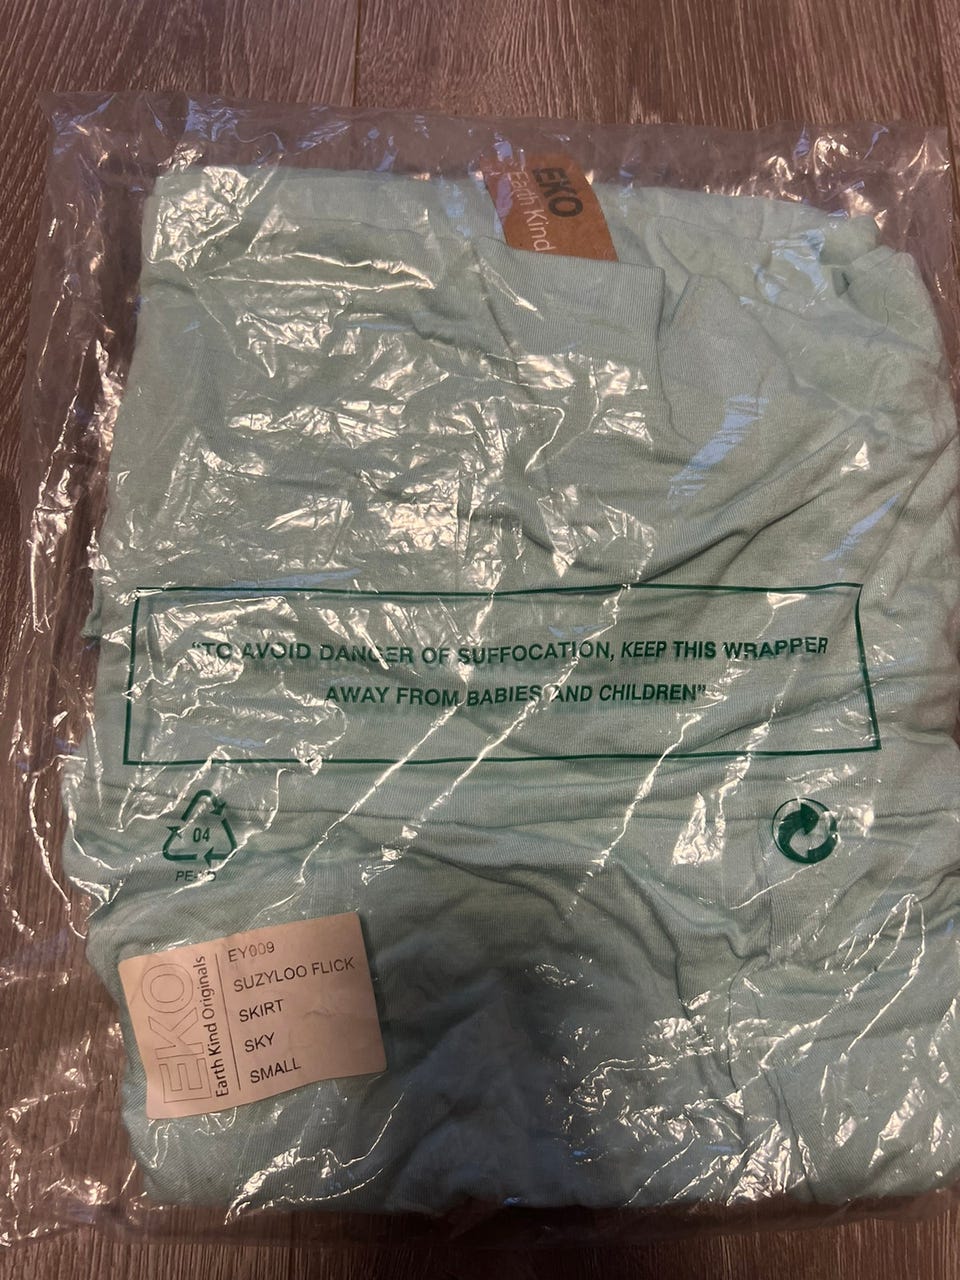 EKO
Earth Kind
“TO AVOID DANGER OF SUFFOCATION, KEEP THIS WRAPPER
AWAY FROM BABIES AND CHILDREN”
04
EKO
Earth Kind Originals
EY009
SUZYLOO FLICK
SKIRT
SKY
SMALL